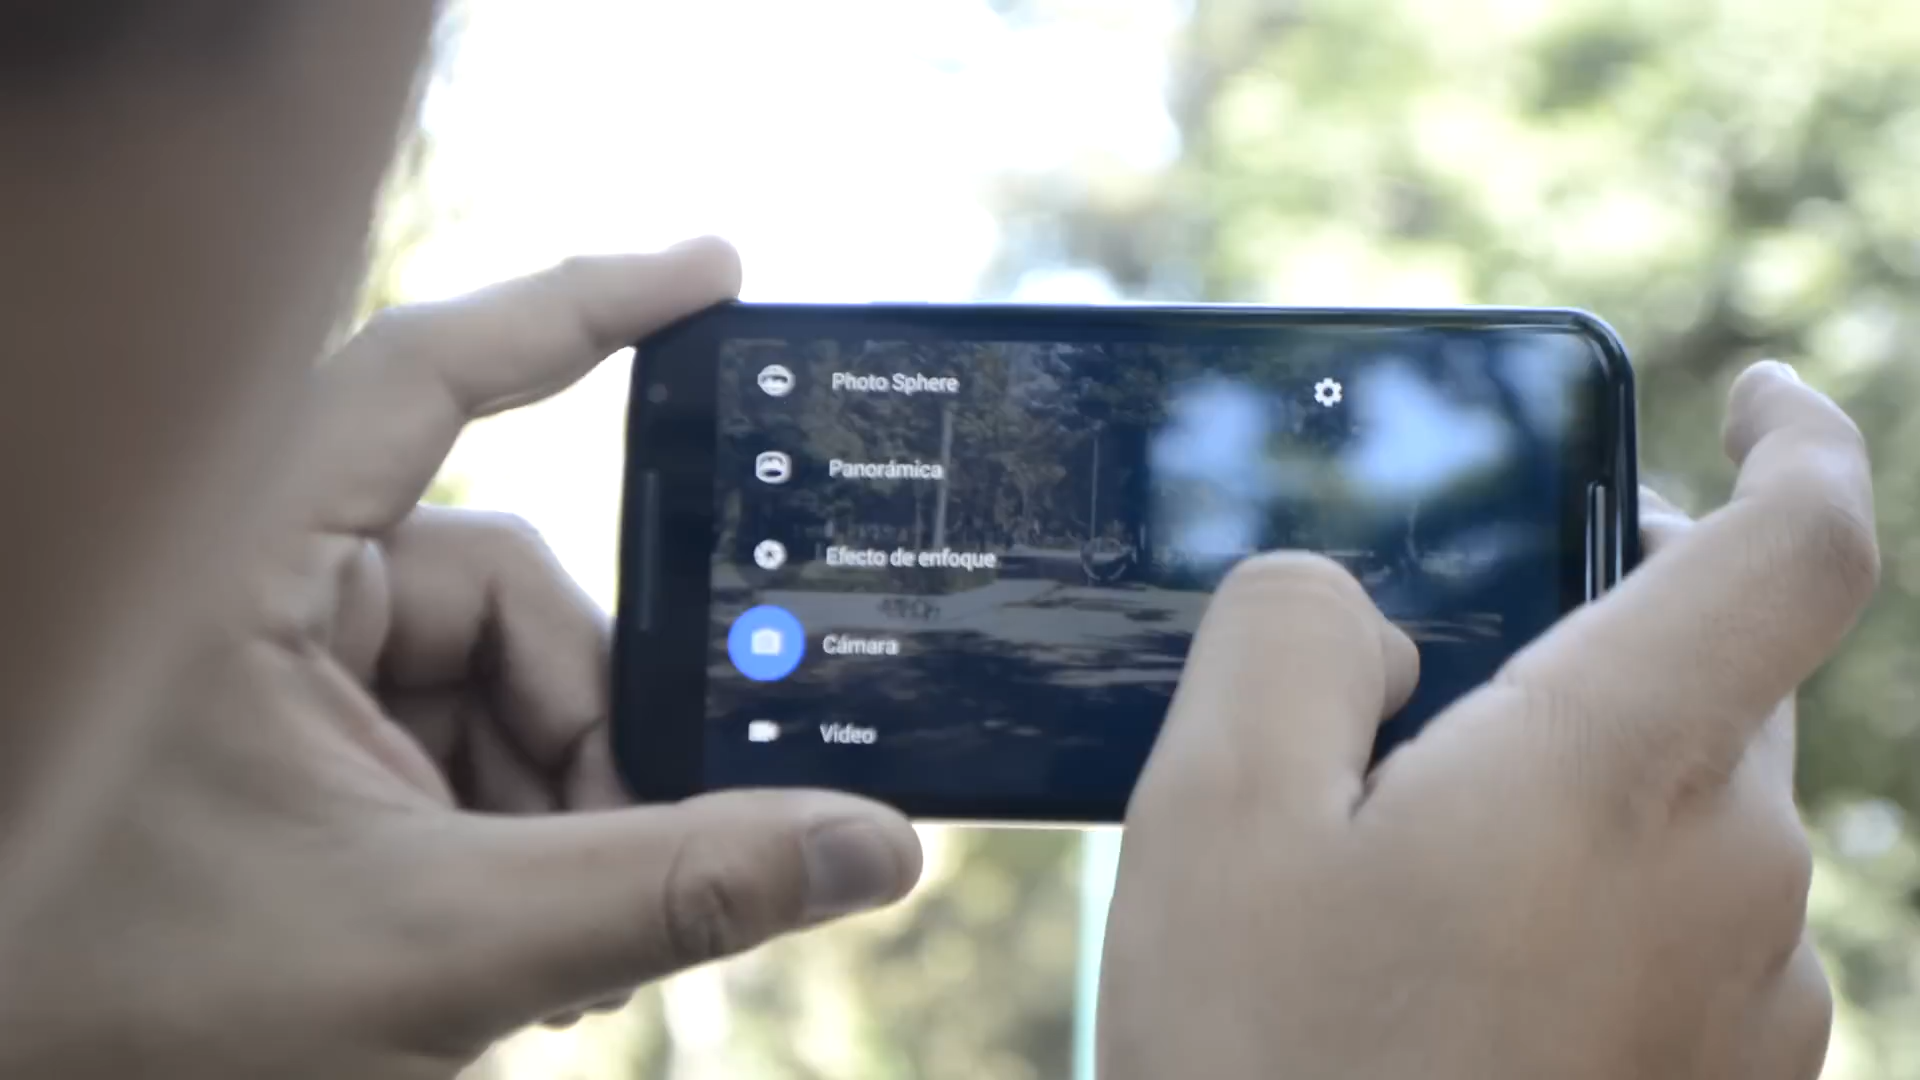 Photo Sphere
Panorámica
Efecto de enfoque
Cámara
Video